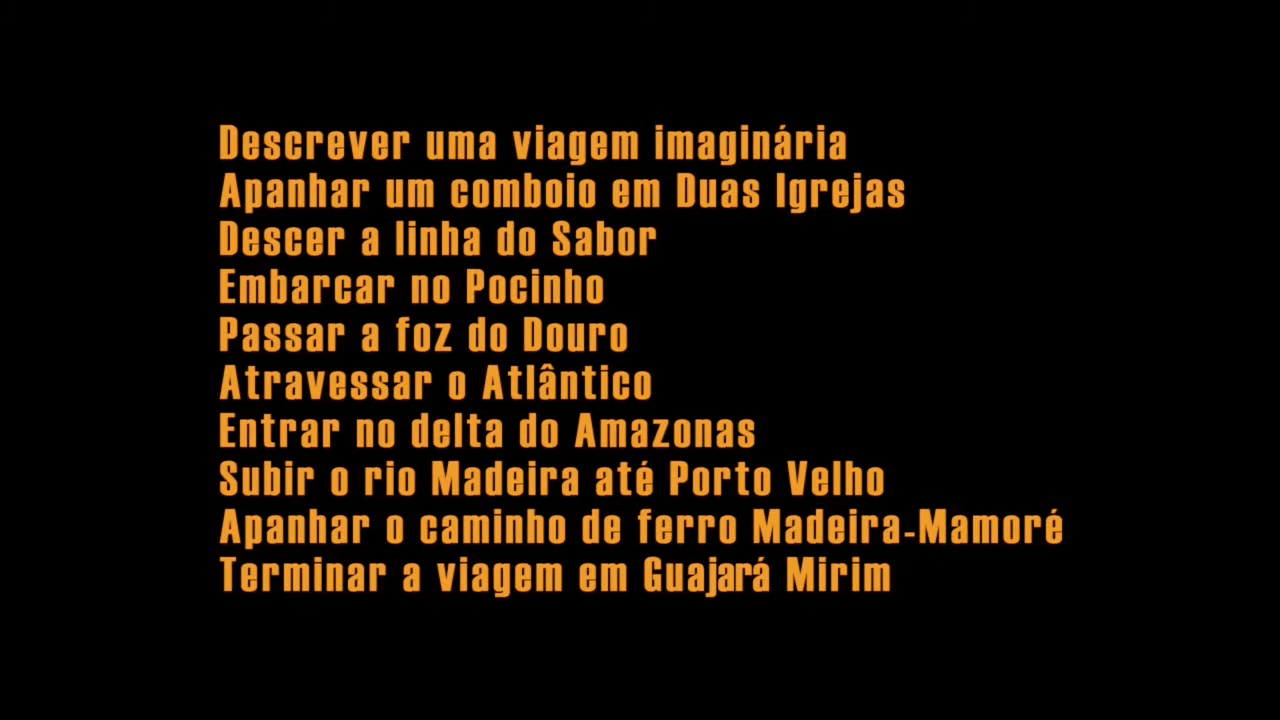 Descrever uma viagem imaginária
Apanhar um comboio em Duas Igrejas
Descer a linha do Sabor
Embarcar no Pocinho
Passar a foz do Douro
Atravessar o Atlântico
Entrar no delta do Amazonas
Subir o rio Madeira até Porto Velho
Apanhar o caminho de ferro Madeira-Mamoré
Terminar a viagem em Guajará Mirim